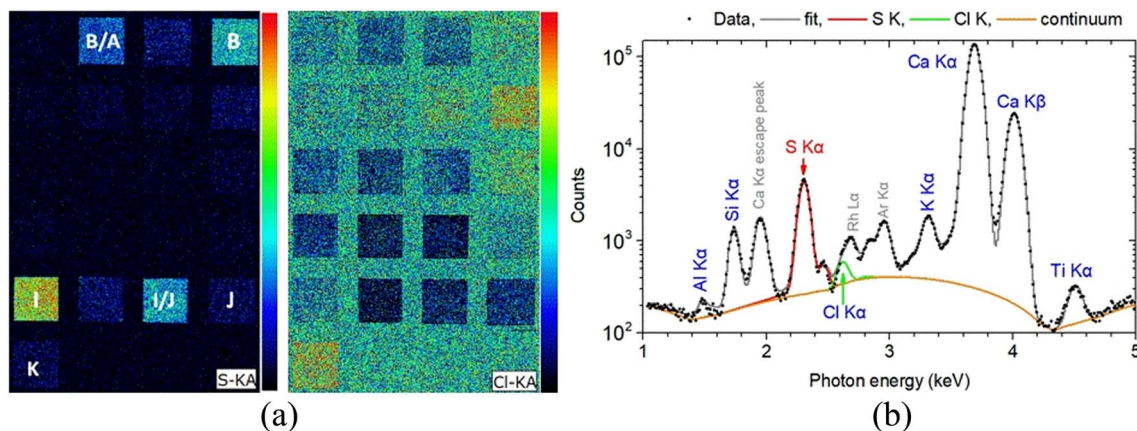 B/A
B
I
I/J
J
K
S-KA
Cl-KA
(a)
Data, fit, S K, Cl K, continuum
Counts
10⁵
10⁴
10³
10²
Al Kα
Si Kα
Ca Kα escape peak
S Kα
Cl Kα
Rh Lα
Ar Kα
K Kα
Ca Kα
Ca Kβ
Ti Kα
1 2 3 4 5
Photon energy (keV)
(b)